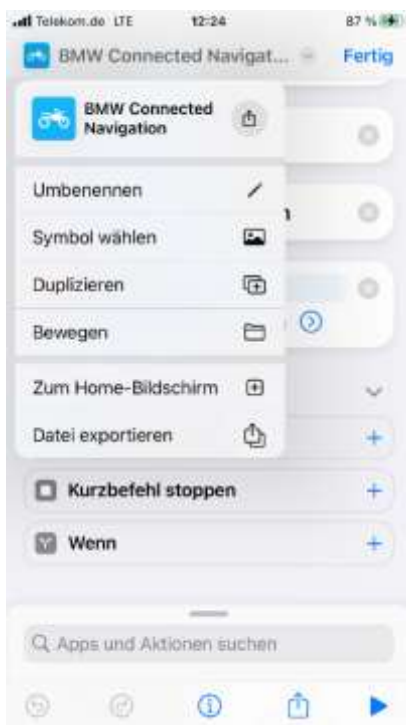 Telekom.de LTE 12:24 87 %
BMW Connected Navigat... Fertig
BMW Connected
Navigation
Umbenennen
Symbol wählen
n
Duplizieren
Bewegen
Zum Home-Bildschirm
Datei exportieren
Kurzbefehl stoppen
Wenn
Apps und Aktionen suchen